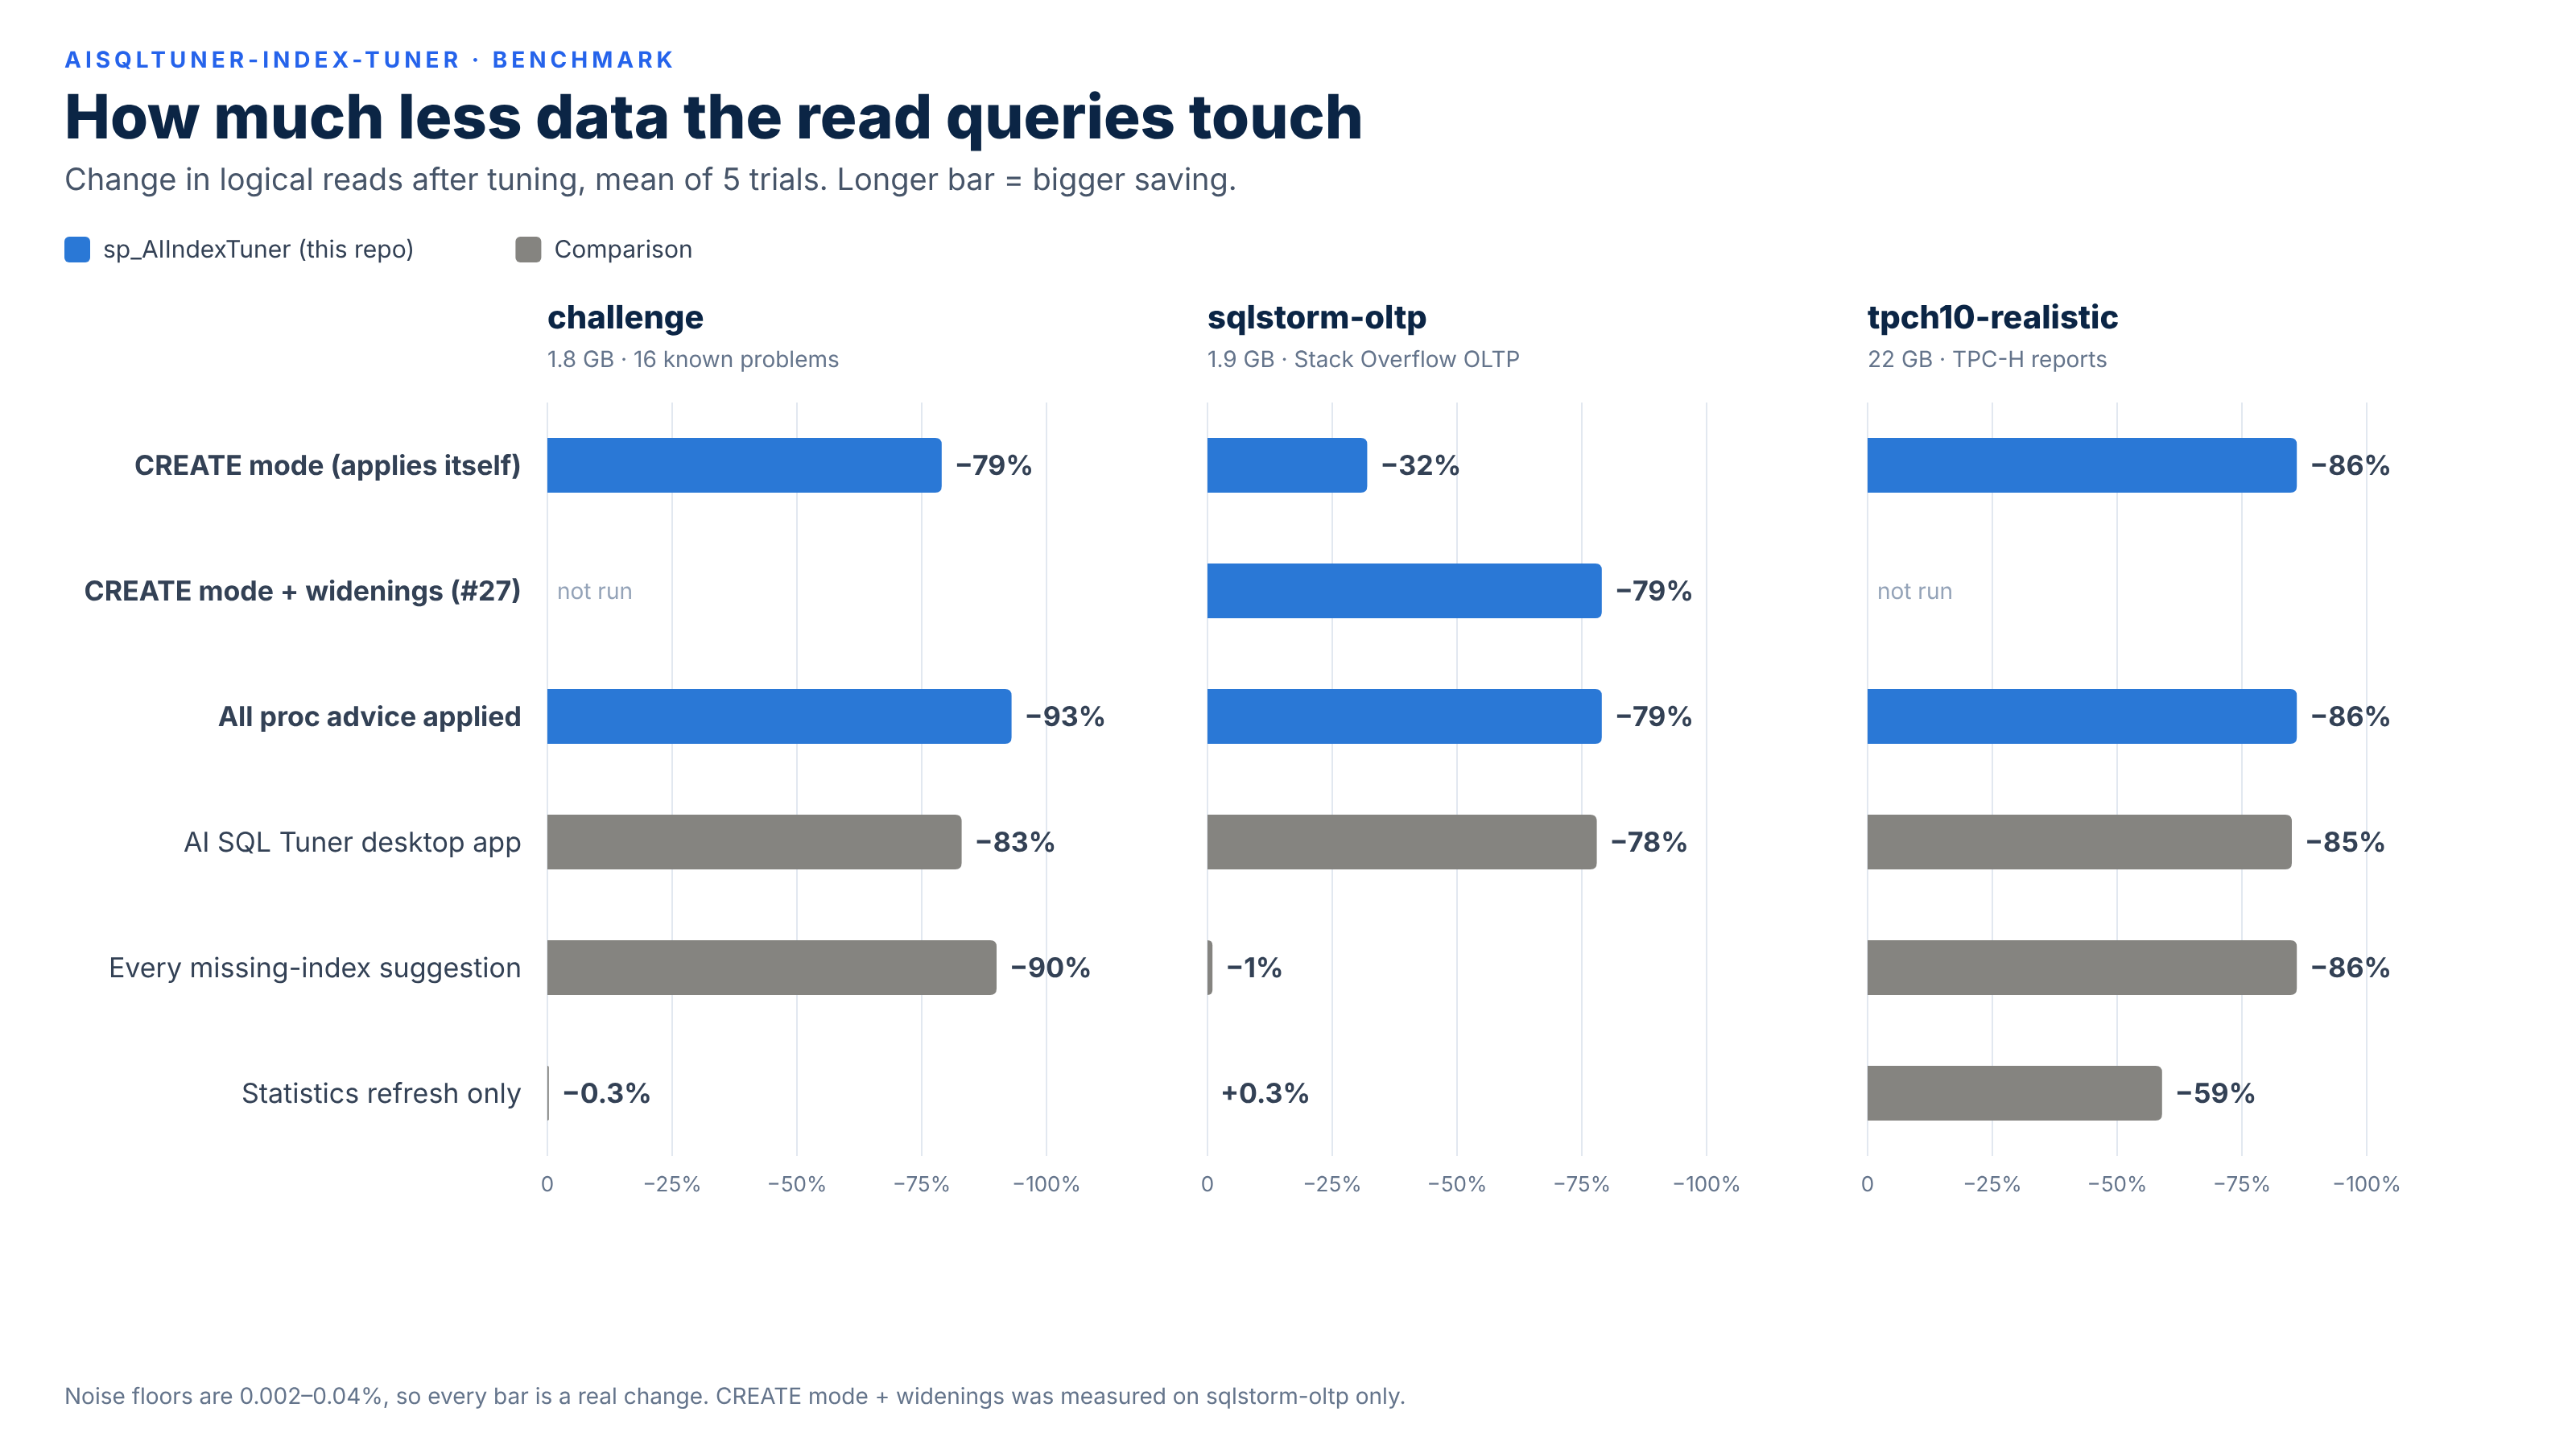 AISQLTUNER-INDEX-TUNER · BENCHMARK
How much less data the read queries touch
Change in logical reads after tuning, mean of 5 trials. Longer bar = bigger saving.
sp_AIIndexTuner (this repo)
Comparison
challenge
sqlstorm-oltp
tpch10-realistic
1.8 GB · 16 known problems
1.9 GB · Stack Overflow OLTP
22 GB · TPC-H reports
CREATE mode (applies itself) −79% −32% −86%
CREATE mode + widenings (#27) not run −79% not run
All proc advice applied −93% −79% −86%
AI SQL Tuner desktop app −83% −78% −85%
Every missing-index suggestion −90% −1% −86%
Statistics refresh only −0.3% +0.3% −59%
0 −25% −50% −75% −100% 0 −25% −50% −75% −100% 0 −25% −50% −75% −100%
Noise floors are 0.002–0.04%, so every bar is a real change. CREATE mode + widenings was measured on sqlstorm-oltp only.